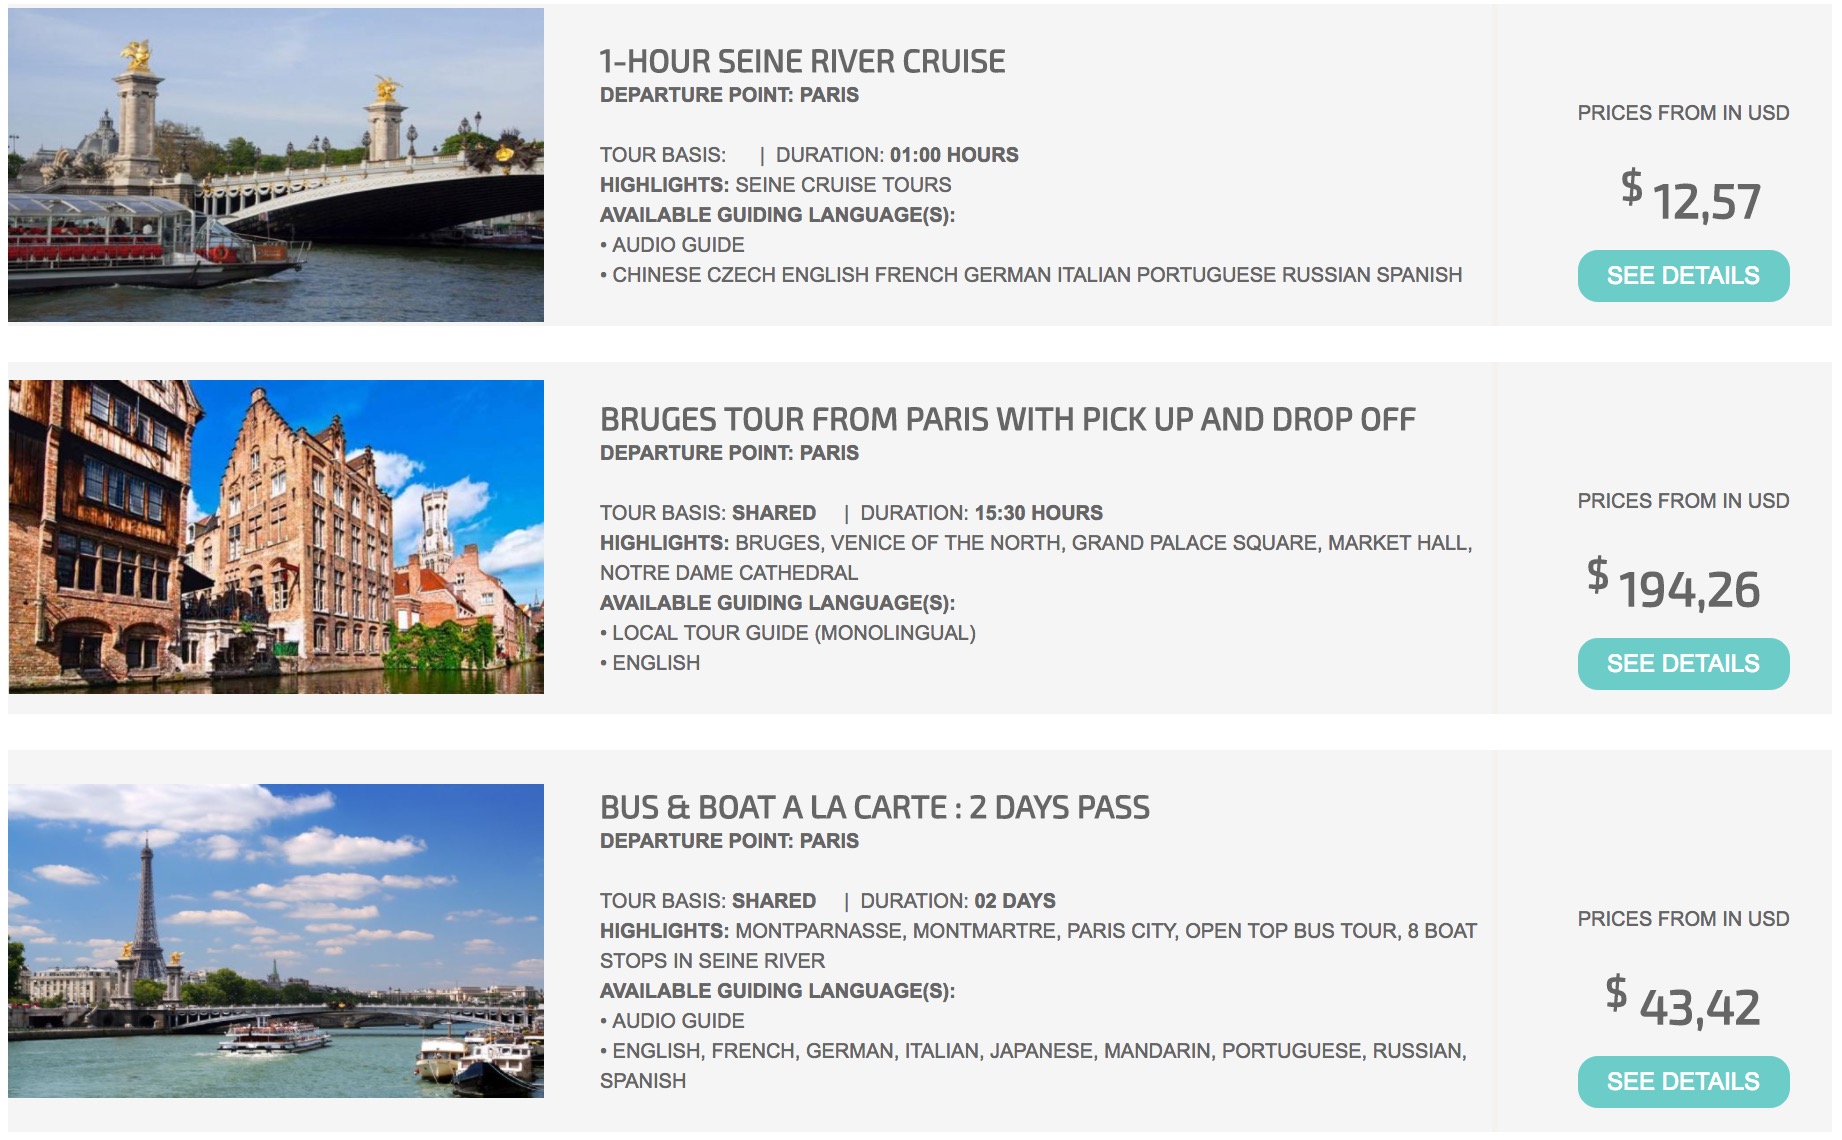 1-HOUR SEINE RIVER CRUISE
DEPARTURE POINT: PARIS
TOUR BASIS: | DURATION: 01:00 HOURS
HIGHLIGHTS: SEINE CRUISE TOURS
AVAILABLE GUIDING LANGUAGE(S):
• AUDIO GUIDE
• CHINESE CZECH ENGLISH FRENCH GERMAN ITALIAN PORTUGUESE RUSSIAN SPANISH
PRICES FROM IN USD
$ 12,57
SEE DETAILS
BRUGES TOUR FROM PARIS WITH PICK UP AND DROP OFF
DEPARTURE POINT: PARIS
TOUR BASIS: SHARED | DURATION: 15:30 HOURS
HIGHLIGHTS: BRUGES, VENICE OF THE NORTH, GRAND PALACE SQUARE, MARKET HALL,
NOTRE DAME CATHEDRAL
AVAILABLE GUIDING LANGUAGE(S):
• LOCAL TOUR GUIDE (MONOLINGUAL)
• ENGLISH
PRICES FROM IN USD
$ 194,26
SEE DETAILS
BUS & BOAT A LA CARTE : 2 DAYS PASS
DEPARTURE POINT: PARIS
TOUR BASIS: SHARED | DURATION: 02 DAYS
HIGHLIGHTS: MONTPARNASSE, MONTMARTRE, PARIS CITY, OPEN TOP BUS TOUR, 8 BOAT
STOPS IN SEINE RIVER
AVAILABLE GUIDING LANGUAGE(S):
• AUDIO GUIDE
• ENGLISH, FRENCH, GERMAN, ITALIAN, JAPANESE, MANDARIN, PORTUGUESE, RUSSIAN,
SPANISH
PRICES FROM IN USD
$ 43,42
SEE DETAILS